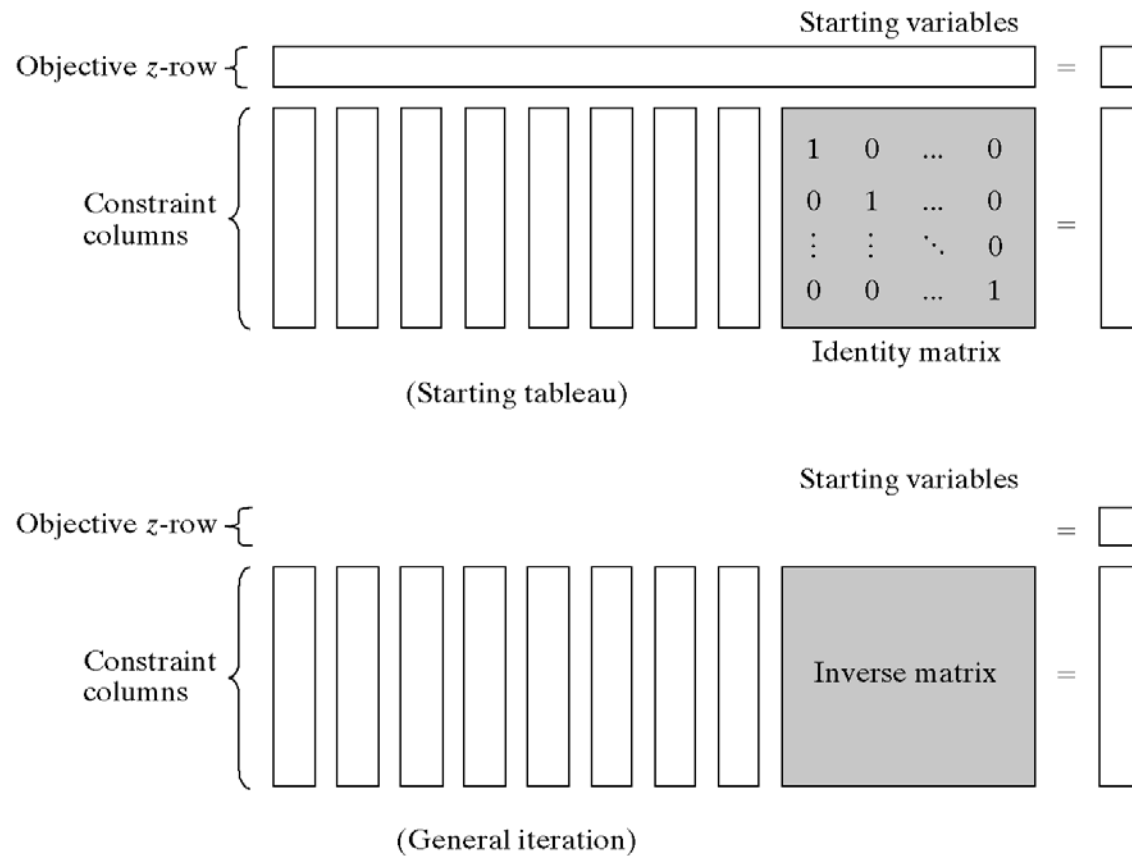 Starting variables
Objective z-row { =
Constraint
columns
1 0 ... 0
0 1 ... 0
⋮ ⋮ ⋱ 0
0 0 ... 1
=
Identity matrix
(Starting tableau)
Starting variables
Objective z-row { =
Constraint
columns
Inverse matrix =
(General iteration)